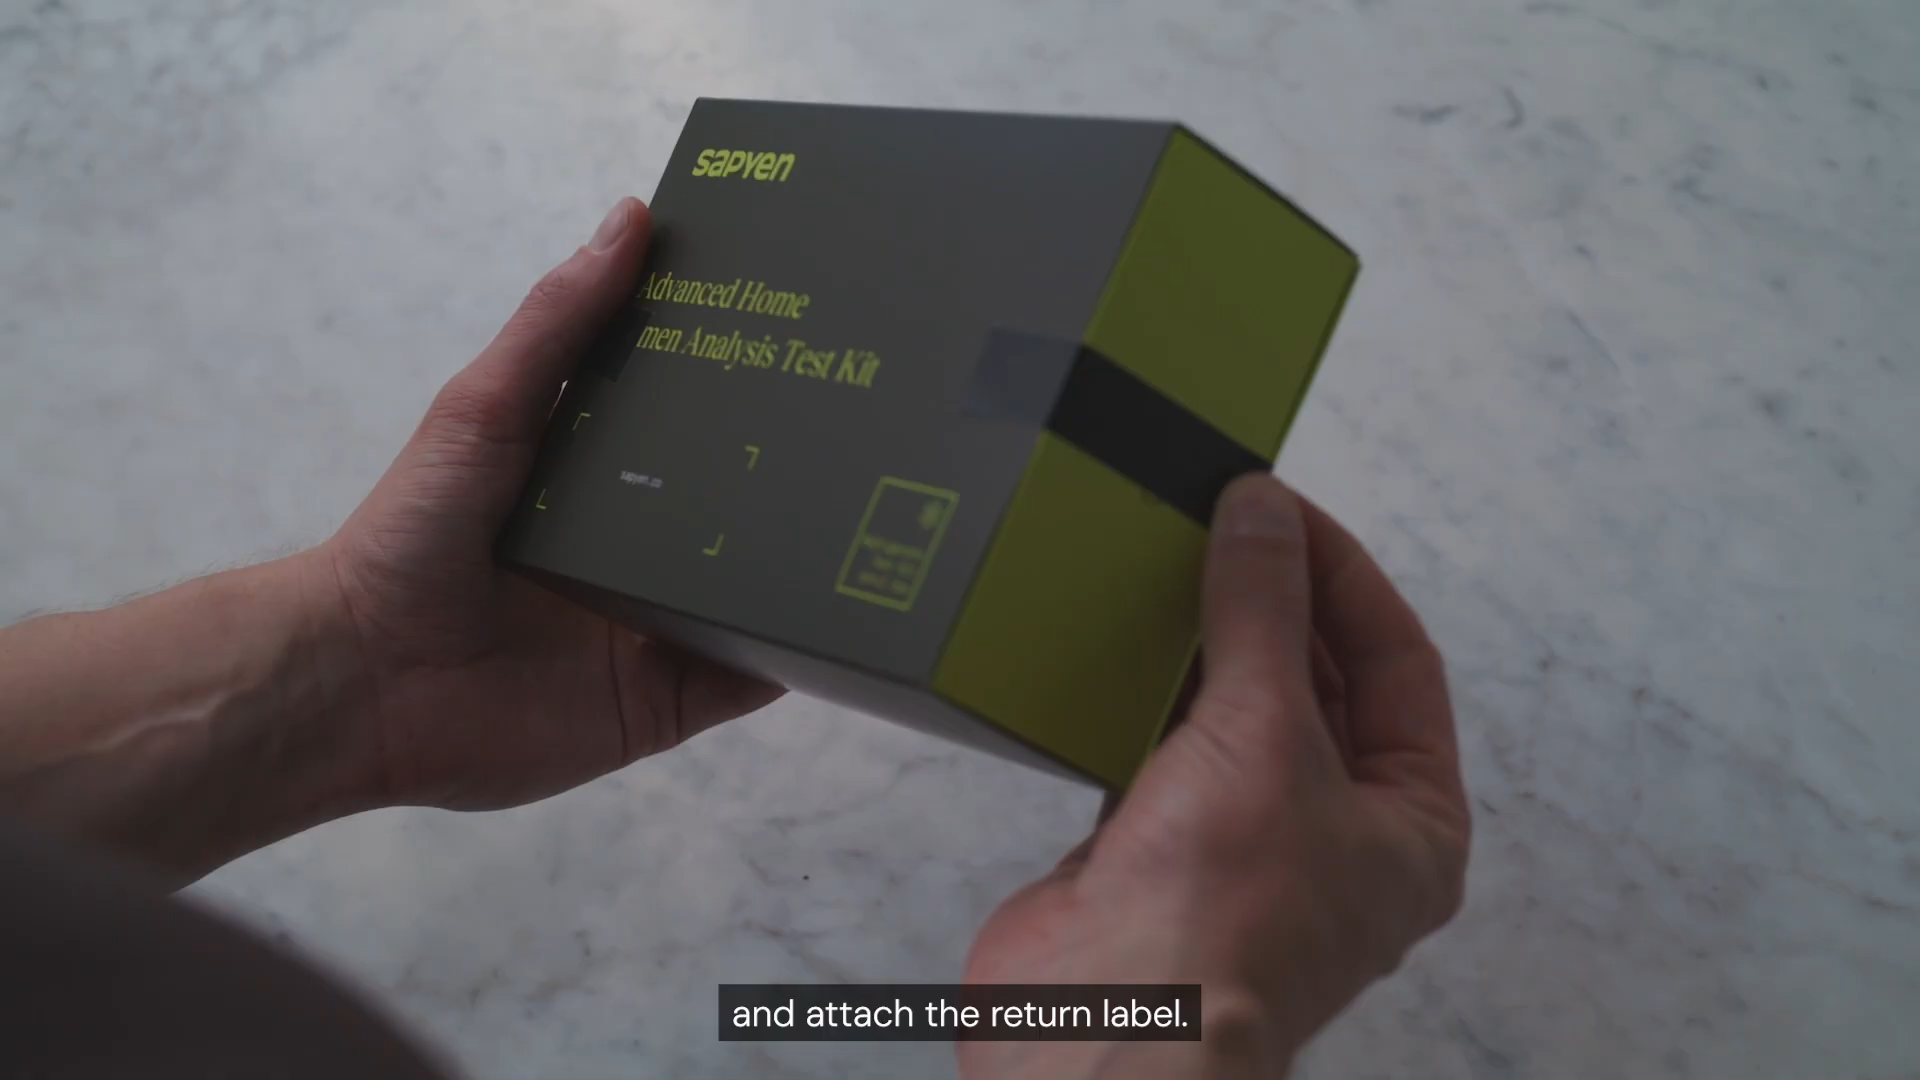 sapyen
Advanced Home
men Analysis Test Kit
sapyen.co
and attach the return label.